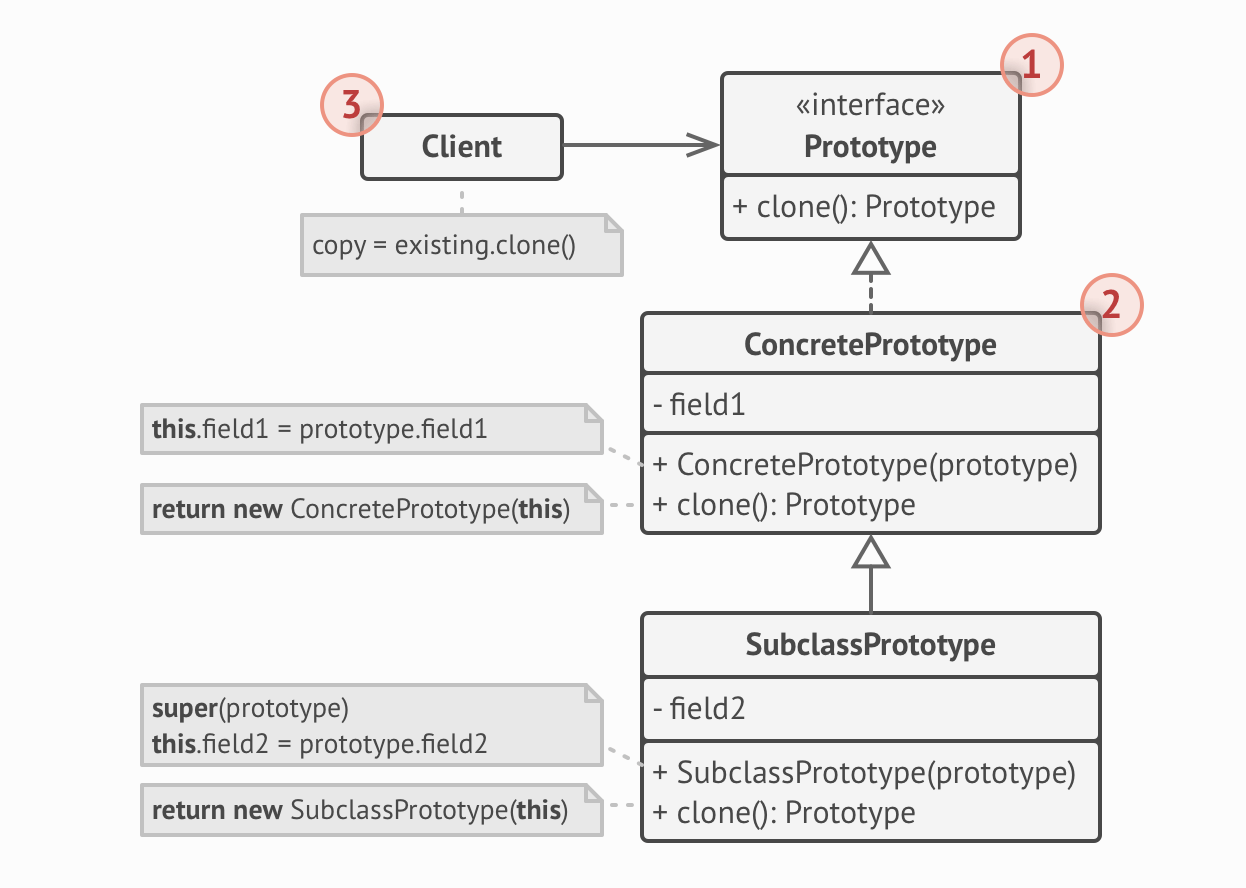 1
«interface»
Prototype
+ clone(): Prototype
3
Client
copy = existing.clone()
2
ConcretePrototype
- field1
+ ConcretePrototype(prototype)
+ clone(): Prototype
this.field1 = prototype.field1
return new ConcretePrototype(this)
SubclassPrototype
- field2
+ SubclassPrototype(prototype)
+ clone(): Prototype
super(prototype)
this.field2 = prototype.field2
return new SubclassPrototype(this)